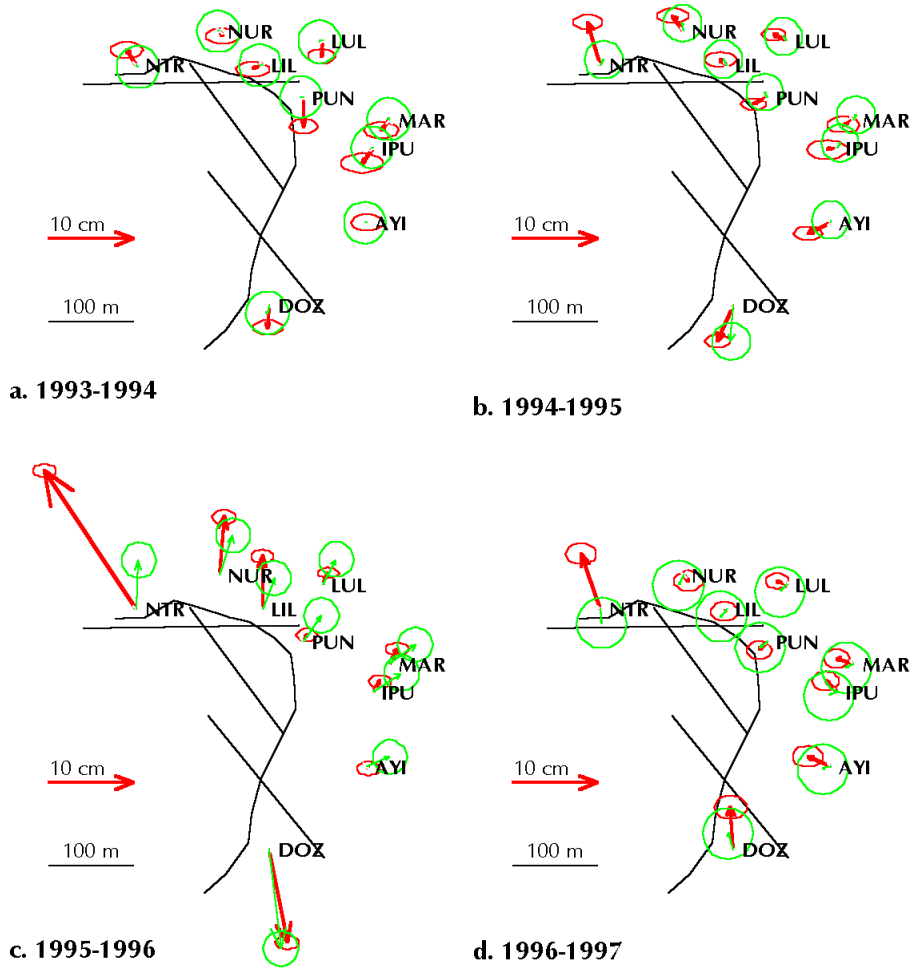 NUR
LUL
NTR
LIL
PUN
MAR
IPU
10 cm
AYI
100 m
DOZ
a. 1993-1994
NUR
LUL
NTR
LIL
PUN
MAR
IPU
10 cm
AYI
100 m
DOZ
b. 1994-1995
NUR
LUL
NTR
LIL
PUN
MAR
IPU
10 cm
AYI
100 m
DOZ
c. 1995-1996
NUR
LUL
NTR
LIL
PUN
MAR
IPU
10 cm
AYI
100 m
DOZ
d. 1996-1997